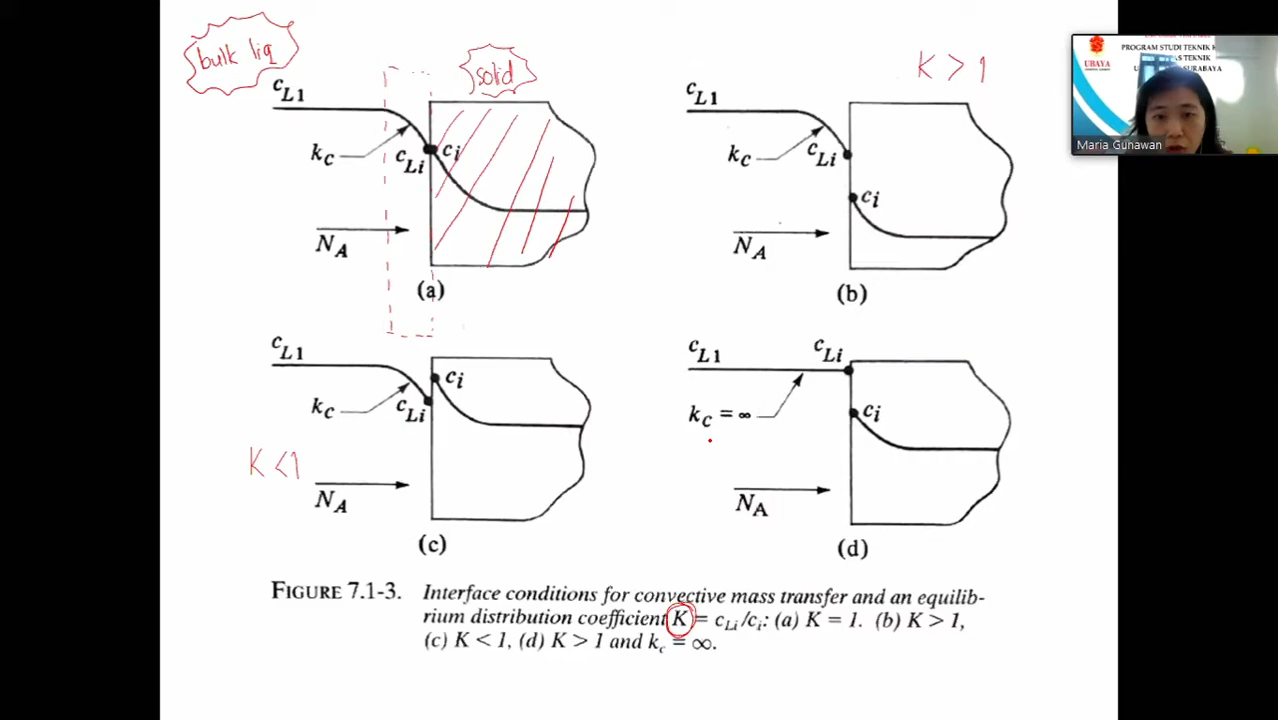 bulk liq
solid
c_L1
k_c
c_Li
c_i
N_A
(a)
K > 1
c_L1
k_c
c_Li
c_i
N_A
(b)
c_L1
c_i
k_c
c_Li
K < 1
N_A
(c)
c_L1
c_Li
k_c = ∞
c_i
N_A
(d)
FIGURE 7.1-3. Interface conditions for convective mass transfer and an equilib-
rium distribution coefficient K = c_Li/c_i: (a) K = 1. (b) K > 1,
(c) K < 1, (d) K > 1 and k_c = ∞.
UBAYA
PROGRAM STUDI TEKNIK
TEKNIK
SURABAYA
Maria Gunawan